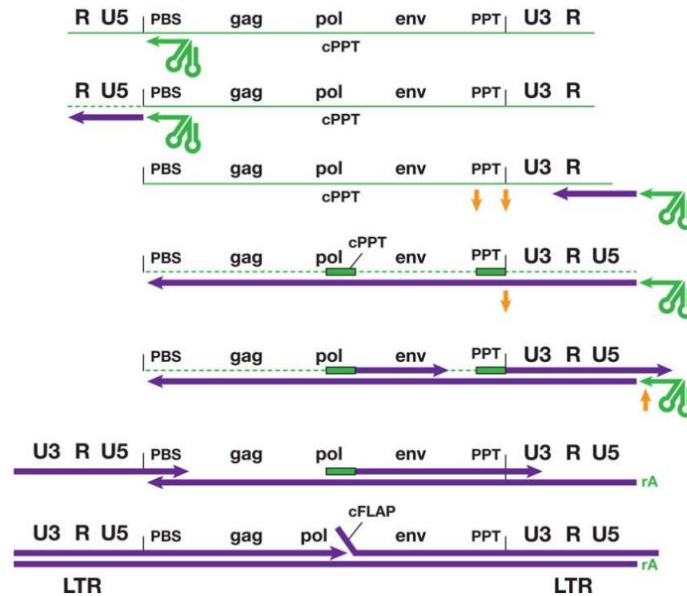 R U5 PBS gag pol env PPT U3 R
cPPT
R U5 PBS gag pol env PPT U3 R
cPPT
PBS gag pol env PPT U3 R
cPPT
cPPT
PBS gag pol env PPT U3 R U5
PBS gag pol env PPT U3 R U5
U3 R U5 PBS gag pol env PPT U3 R U5
rA
cFLAP
U3 R U5 PBS gag pol env PPT U3 R U5
rA
LTR LTR